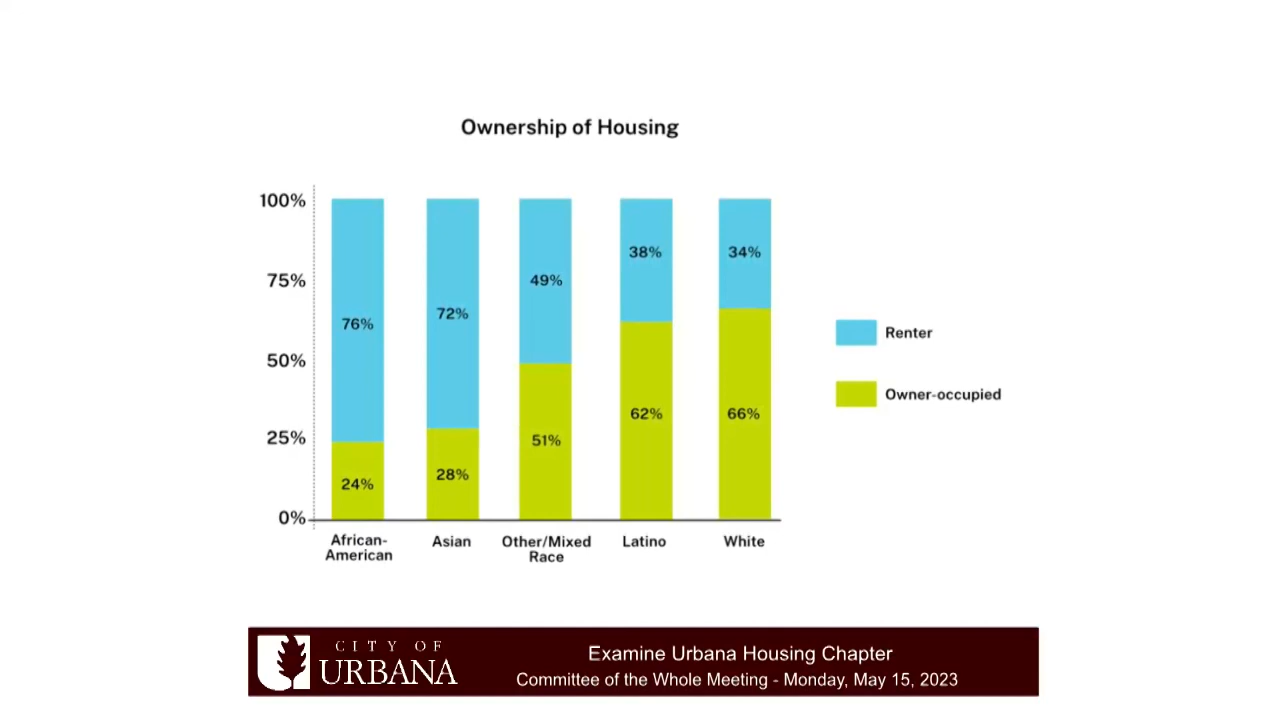 Ownership of Housing
100%
75%
50%
25%
0%
76%
24%
72%
28%
49%
51%
38%
62%
34%
66%
African-
American
Asian
Other/Mixed
Race
Latino
White
Renter
Owner-occupied
CITY OF
URBANA
Examine Urbana Housing Chapter
Committee of the Whole Meeting - Monday, May 15, 2023